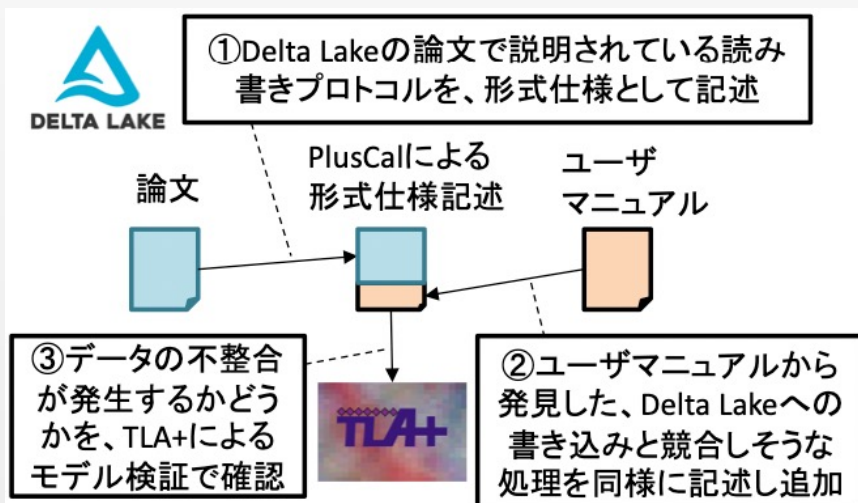 ①Delta Lakeの論文で説明されている読み
書きプロトコルを、形式仕様として記述
DELTA LAKE
論文
PlusCalによる
形式仕様記述
ユーザ
マニュアル
③データの不整合
が発生するかどう
かを、TLA+による
モデル検証で確認
TLA+
②ユーザマニュアルから
発見した、Delta Lakeへの
書き込みと競合しそうな
処理を同様に記述し追加